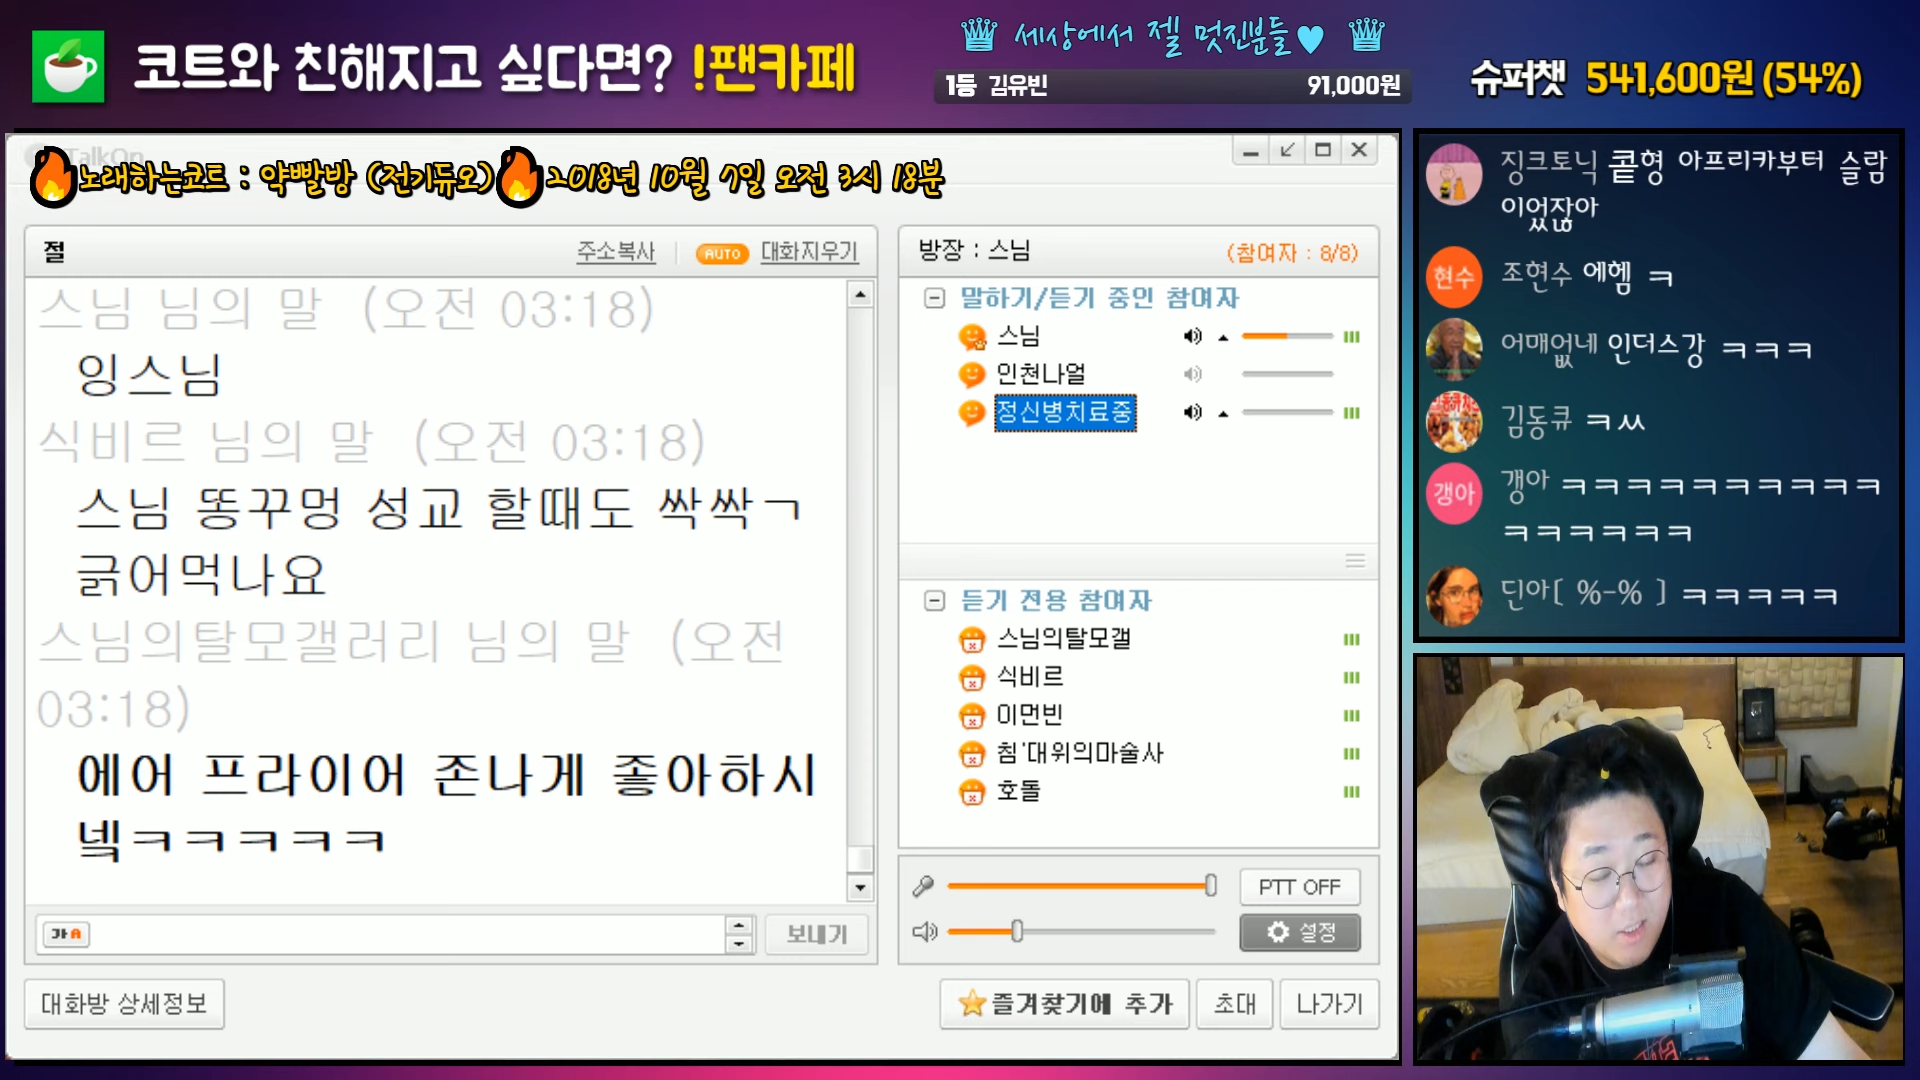 코트와 친해지고 싶다면? !팬카페
세상에서 젤 멋진분들♥
1등 김유빈 91,000원
슈퍼챗 541,600원 (54%)
TalkOn
노래하는코트 : 약빨방 (전기듀오) 2018년 10월 7일 오전 3시 18분
절 주소복사 AUTO 대화지우기
스님 님의 말 (오전 03:18)
잉스님
식비르 님의 말 (오전 03:18)
스님 똥꾸멍 성교 할때도 싹싹ㄱ
긁어먹나요
스님의탈모갤러리 님의 말 (오전
03:18)
에어 프라이어 존나게 좋아하시
넼ㅋㅋㅋㅋㅋ
가A
보내기
대화방 상세정보
방장 : 스님 (참여자 : 8/8)
말하기/듣기 중인 참여자
스님
인천나얼
정신병치료중
듣기 전용 참여자
스님의탈모갤
식비르
이먼빈
침'대위의마술사
호돌
PTT OFF
설정
즐겨찾기에 추가 초대 나가기
징크토닉 콭형 아프리카부터 슬람
이었잖아
현수 조현수 에헴 ㅋ
어매없네 인더스강 ㅋㅋㅋ
김동큐 ㅋㅆ
갱아 갱아 ㅋㅋㅋㅋㅋㅋㅋㅋㅋㅋ
ㅋㅋㅋㅋㅋㅋ
딘아[ %-% ] ㅋㅋㅋㅋㅋ